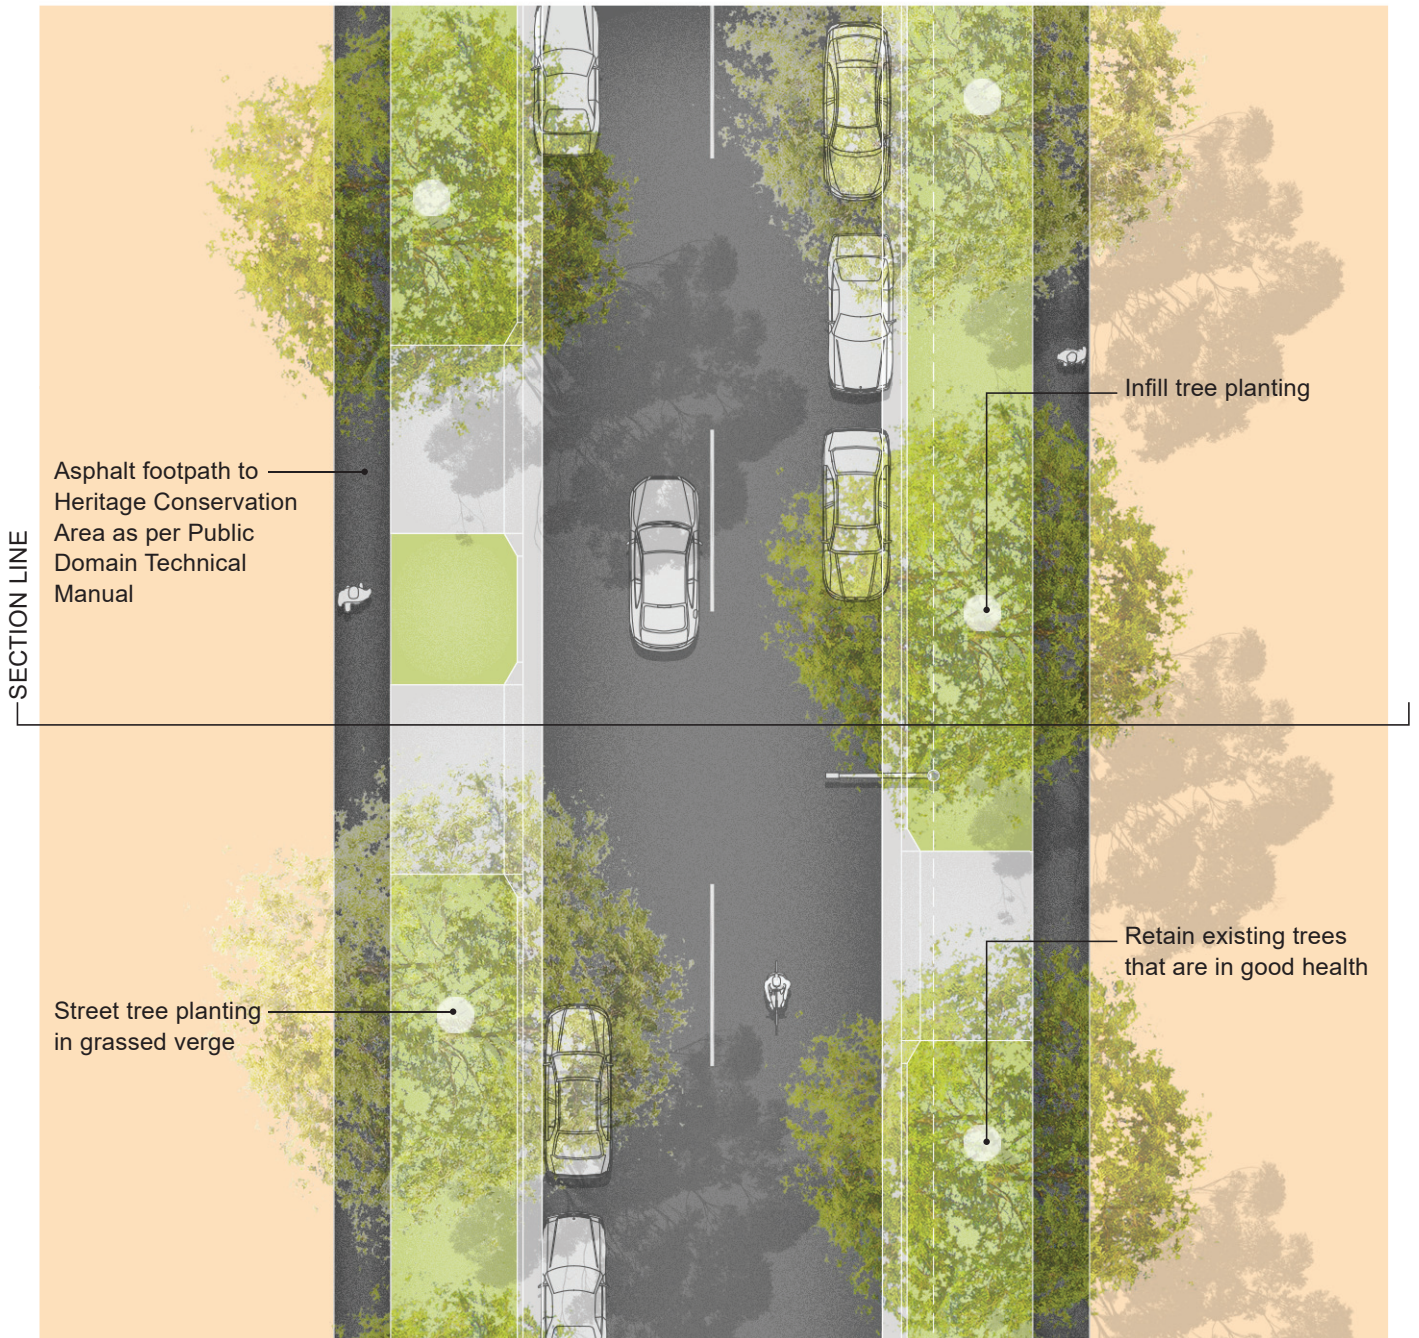 Infill tree planting
Asphalt footpath to
Heritage Conservation
Area as per Public
Domain Technical
Manual
SECTION LINE
Retain existing trees
that are in good health
Street tree planting
in grassed verge